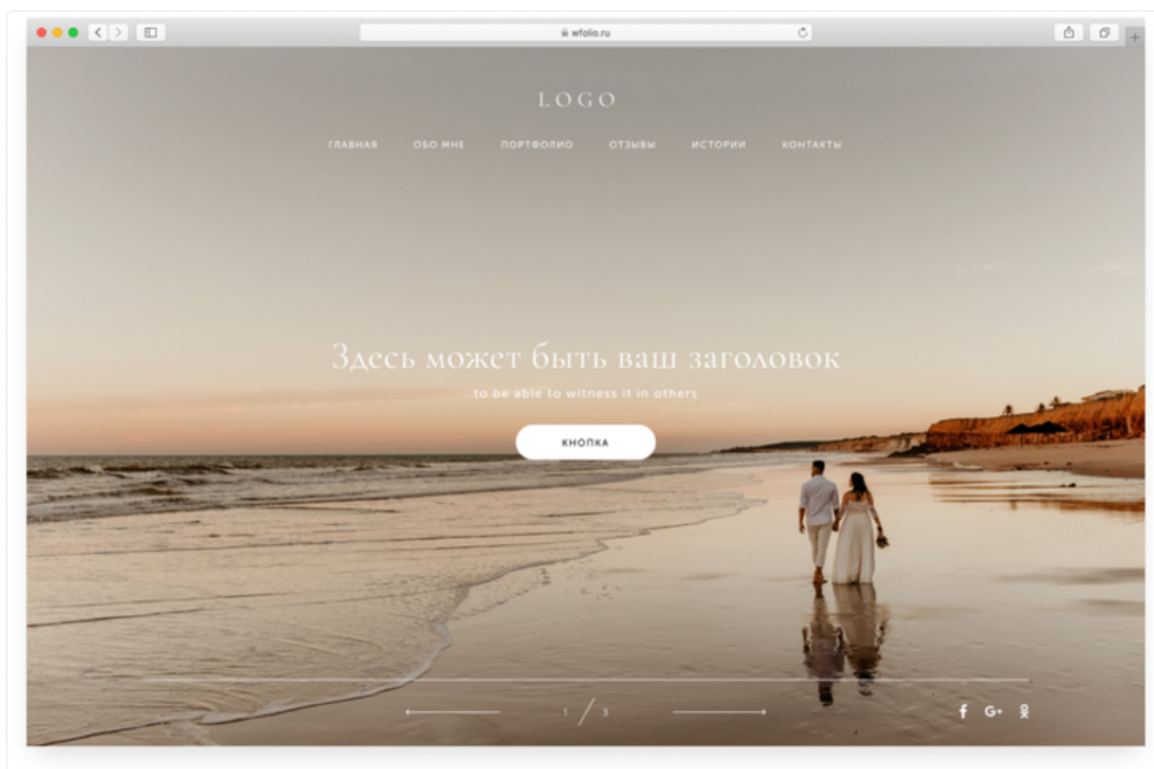 wfolio.ru
LOGO
ГЛАВНАЯ ОБО МНЕ ПОРТФОЛИО ОТЗЫВЫ ИСТОРИИ КОНТАКТЫ
Здесь может быть ваш заголовок
to be able to witness it in others
КНОПКА
1 / 3
f G+